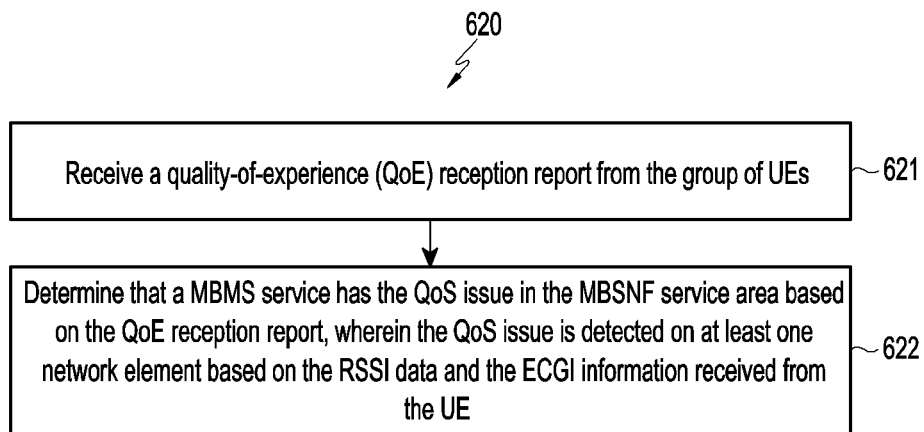 620
Receive a quality-of-experience (QoE) reception report from the group of UEs
621
Determine that a MBMS service has the QoS issue in the MBSNF service area based
on the QoE reception report, wherein the QoS issue is detected on at least one
network element based on the RSSI data and the ECGI information received from
the UE
622